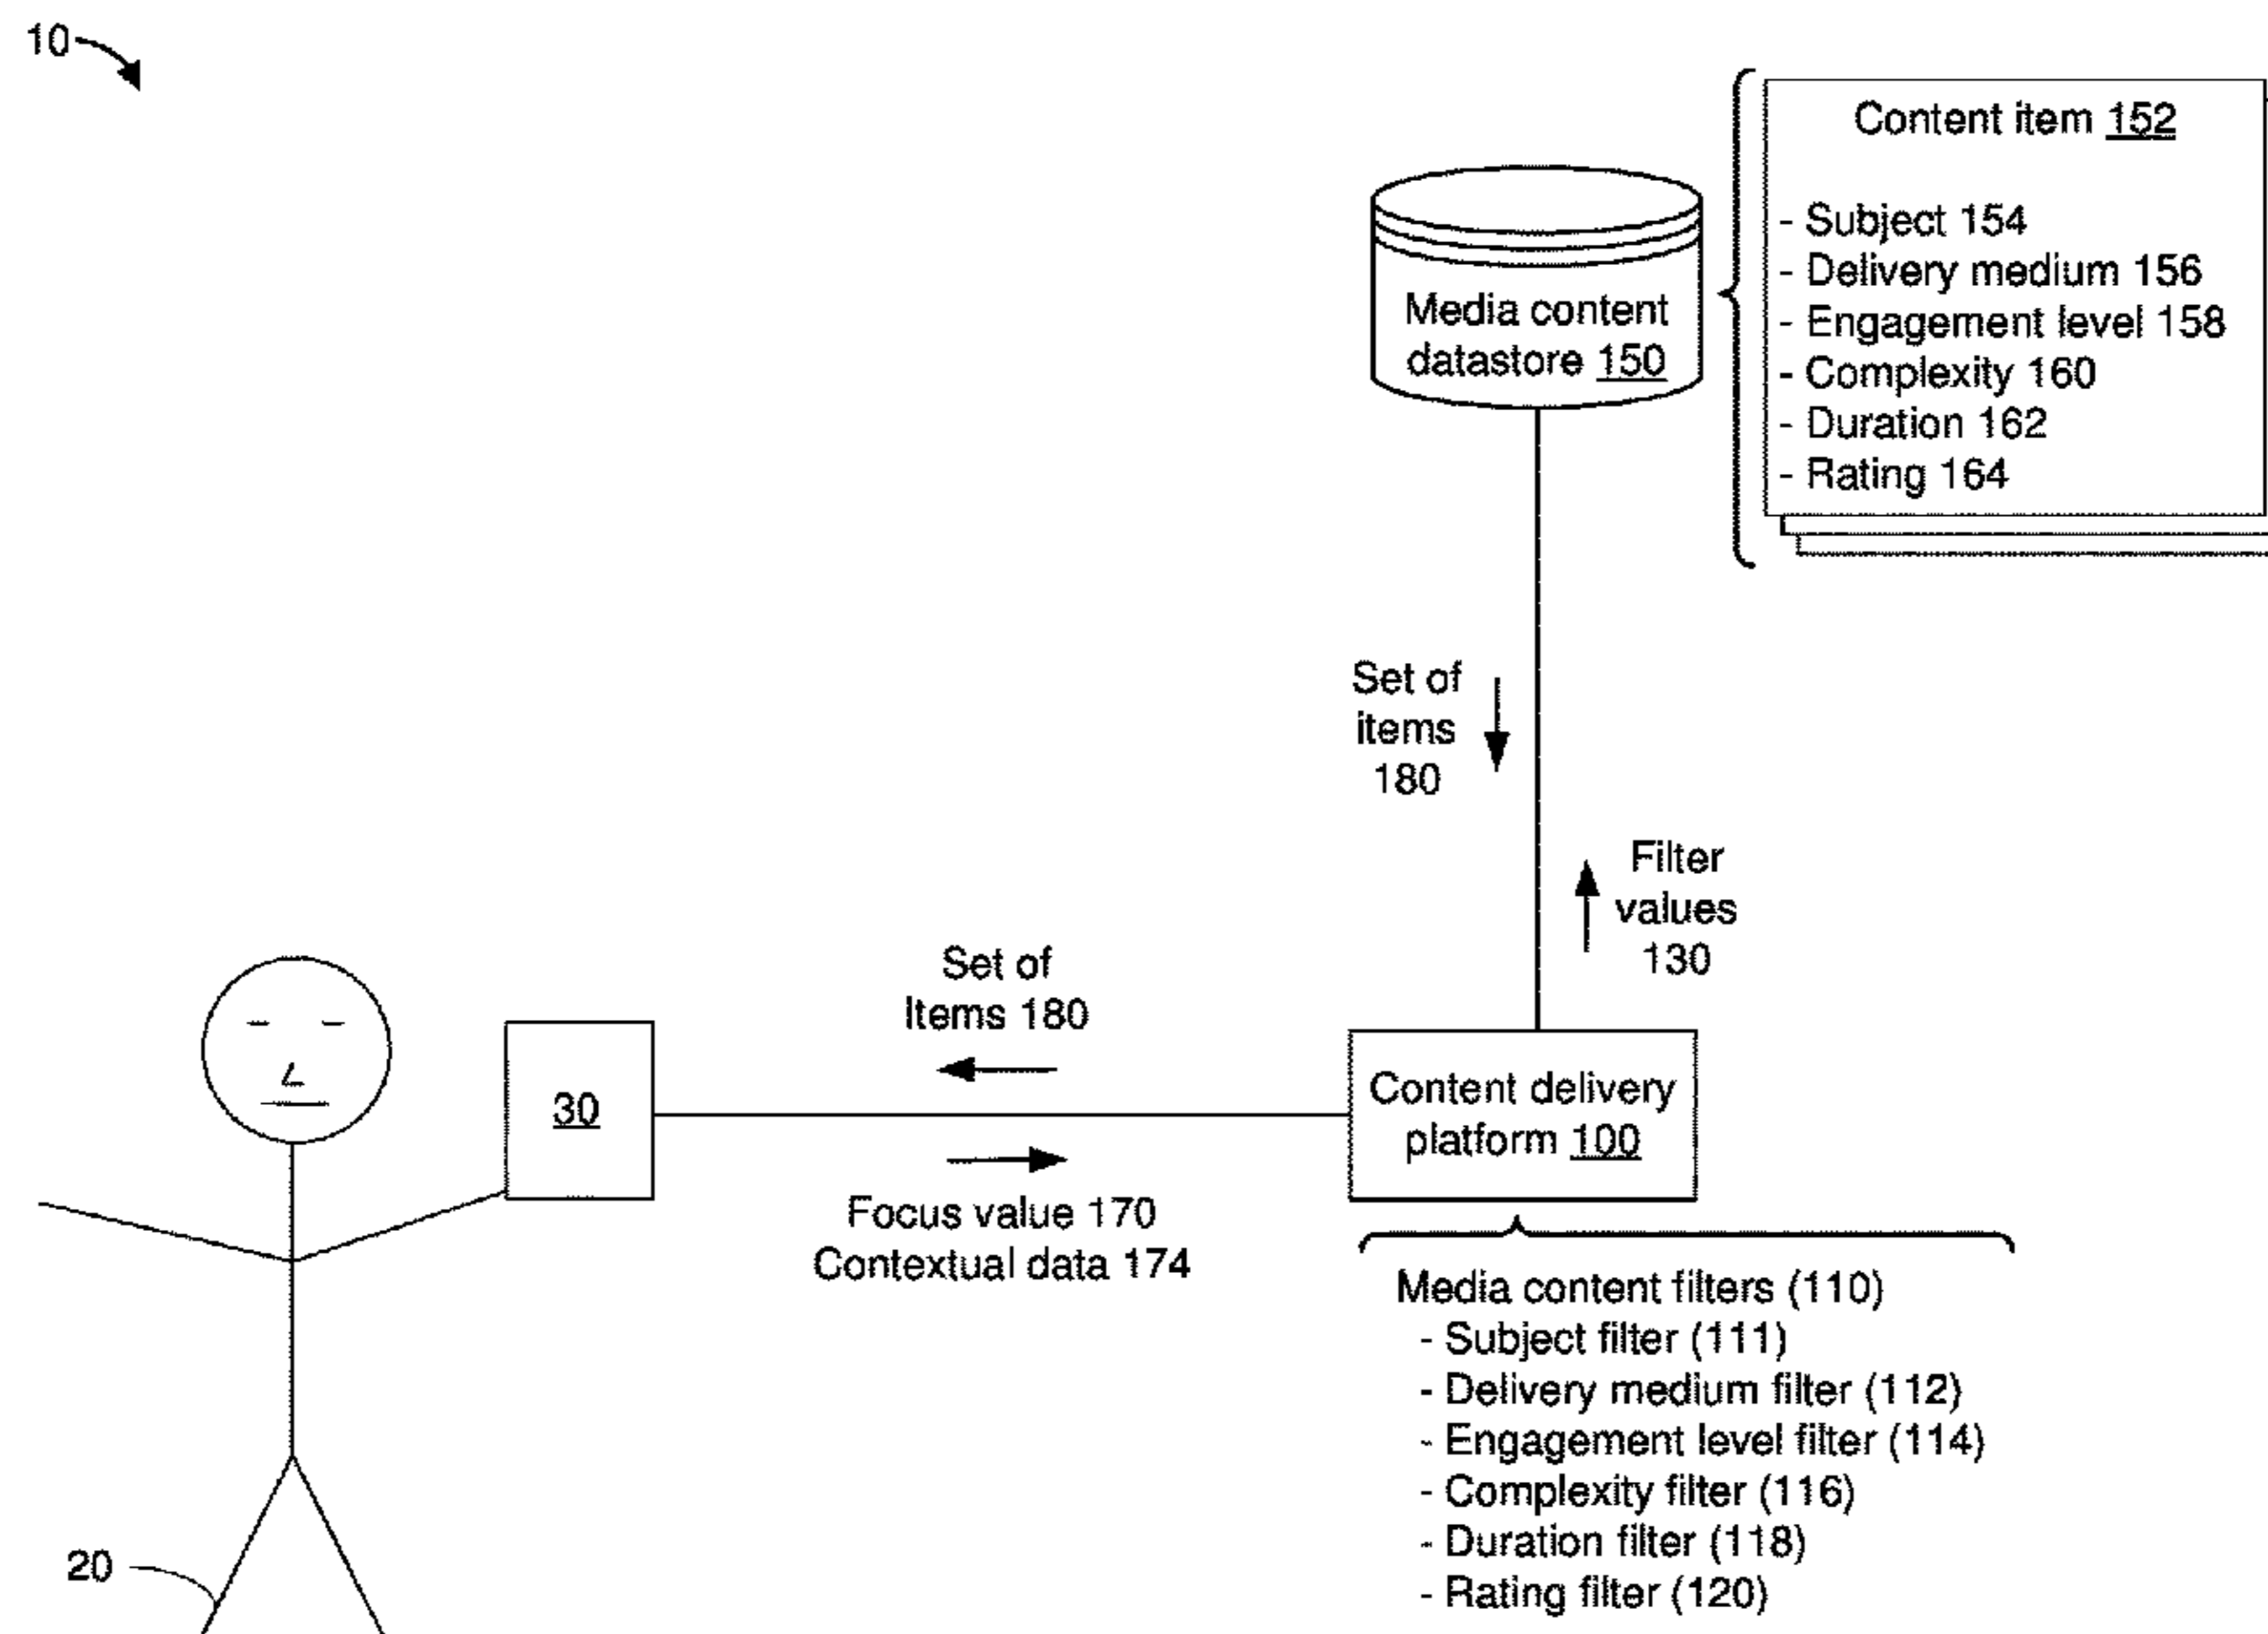 10
Content item 152
- Subject 154
- Delivery medium 156
- Engagement level 158
- Complexity 160
- Duration 162
- Rating 164
Media content
datastore 150
Set of
items
180
Filter
values
130
Set of
Items 180
30
Content delivery
platform 100
Focus value 170
Contextual data 174
Media content filters (110)
- Subject filter (111)
- Delivery medium filter (112)
- Engagement level filter (114)
- Complexity filter (116)
- Duration filter (118)
- Rating filter (120)
20